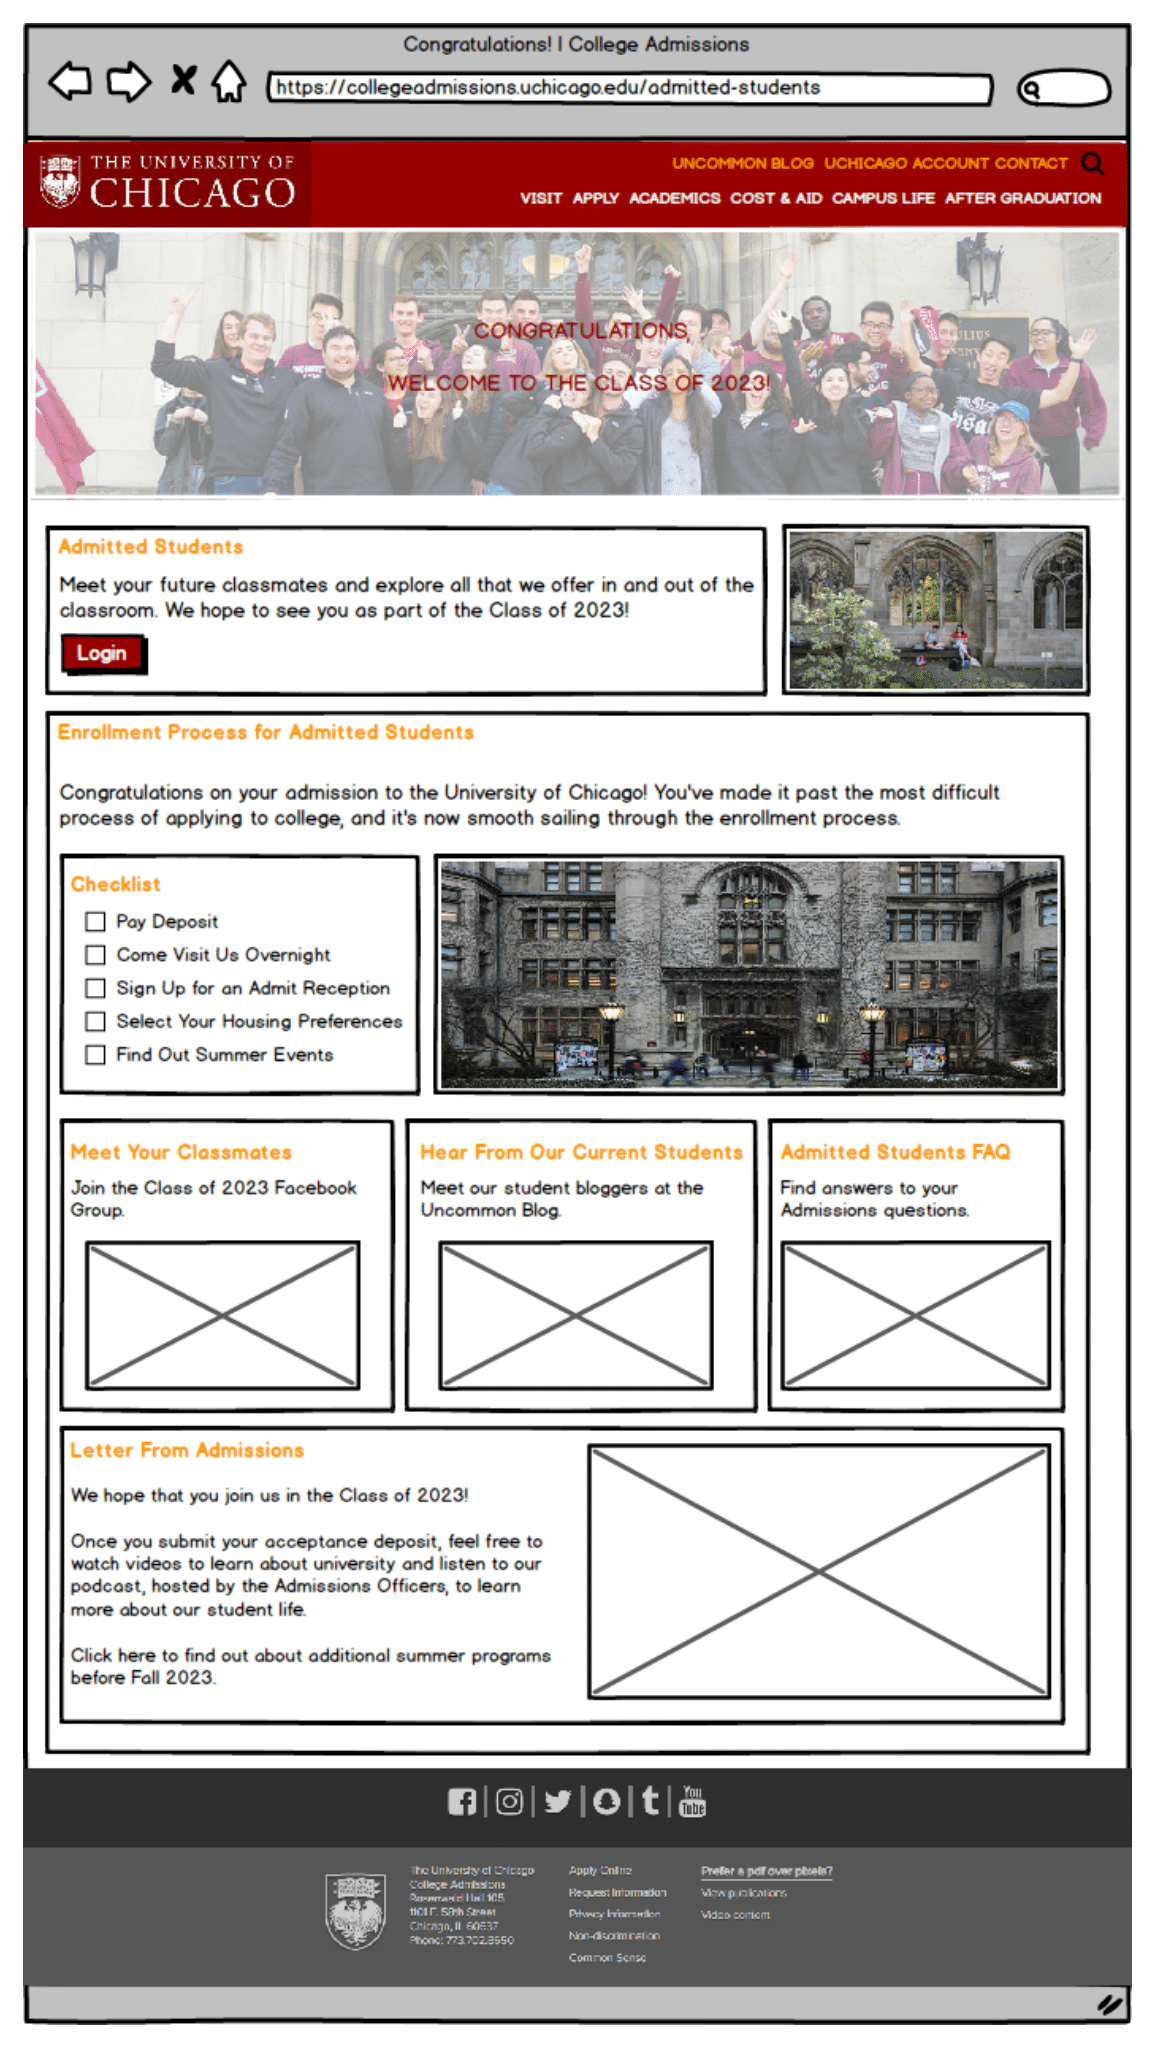 Congratulations! | College Admissions
https://collegeadmissions.uchicago.edu/admitted-students
THE UNIVERSITY OF
CHICAGO
UNCOMMON BLOG UCHICAGO ACCOUNT CONTACT
VISIT APPLY ACADEMICS COST & AID CAMPUS LIFE AFTER GRADUATION
CONGRATULATIONS,
WELCOME TO THE CLASS OF 2023!
Admitted Students
Meet your future classmates and explore all that we offer in and out of the
classroom. We hope to see you as part of the Class of 2023!
Login
Enrollment Process for Admitted Students
Congratulations on your admission to the University of Chicago! You've made it past the most difficult
process of applying to college, and it's now smooth sailing through the enrollment process.
Checklist
Pay Deposit
Come Visit Us Overnight
Sign Up for an Admit Reception
Select Your Housing Preferences
Find Out Summer Events
Meet Your Classmates
Join the Class of 2023 Facebook
Group.
Hear From Our Current Students
Meet our student bloggers at the
Uncommon Blog.
Admitted Students FAQ
Find answers to your
Admissions questions.
Letter From Admissions
We hope that you join us in the Class of 2023!
Once you submit your acceptance deposit, feel free to
watch videos to learn about university and listen to our
podcast, hosted by the Admissions Officers, to learn
more about our student life.
Click here to find out about additional summer programs
before Fall 2023.
You
Tube
The University of Chicago
College Admissions
Rosenwald Hall 105
1101 E. 58th Street
Chicago, IL 60637
Phone: 773.702.8650
Apply Online
Request Information
Privacy Information
Non-discrimination
Common Sense
Prefer a pdf over pixels?
View publications
Video content